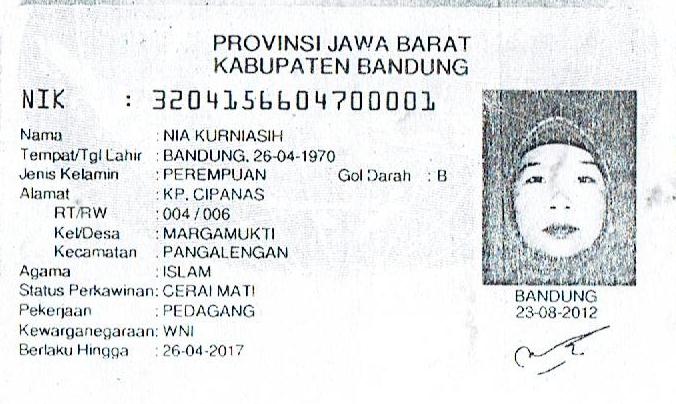 PROVINSI JAWA BARAT
KABUPATEN BANDUNG
NIK : 3204156604700001
Nama : NIA KURNIASIH
Tempat/Tgl Lahir : BANDUNG, 26-04-1970
Jenis Kelamin : PEREMPUAN Gol Darah : B
Alamat : KP. CIPANAS
RT/RW : 004 / 006
Kel/Desa : MARGAMUKTI
Kecamatan : PANGALENGAN
Agama : ISLAM
Status Perkawinan: CERAI MATI
Pekerjaan : PEDAGANG
Kewarganegaraan: WNI
Berlaku Hingga : 26-04-2017
BANDUNG
23-08-2012